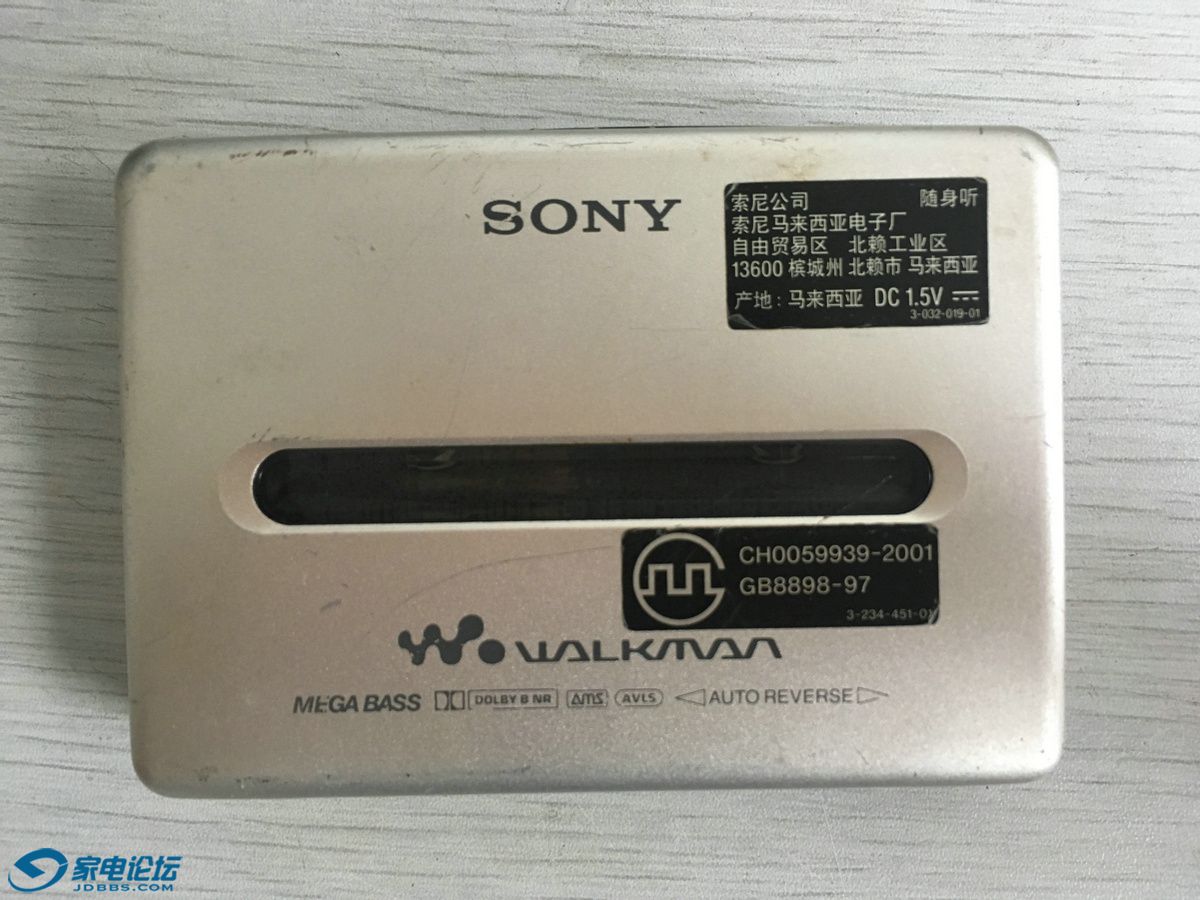 SONY
索尼公司 随身听
索尼马来西亚电子厂
自由贸易区 北赖工业区
13600 槟城州 北赖市 马来西亚
产地：马来西亚 DC 1.5V
3-032-019-01
CH0059939-2001
GB8898-97
3-234-451-01
WALKMAN
MEGA BASS DOLBY B NR AMS AVLS AUTO REVERSE
家电论坛
JDBBS.COM